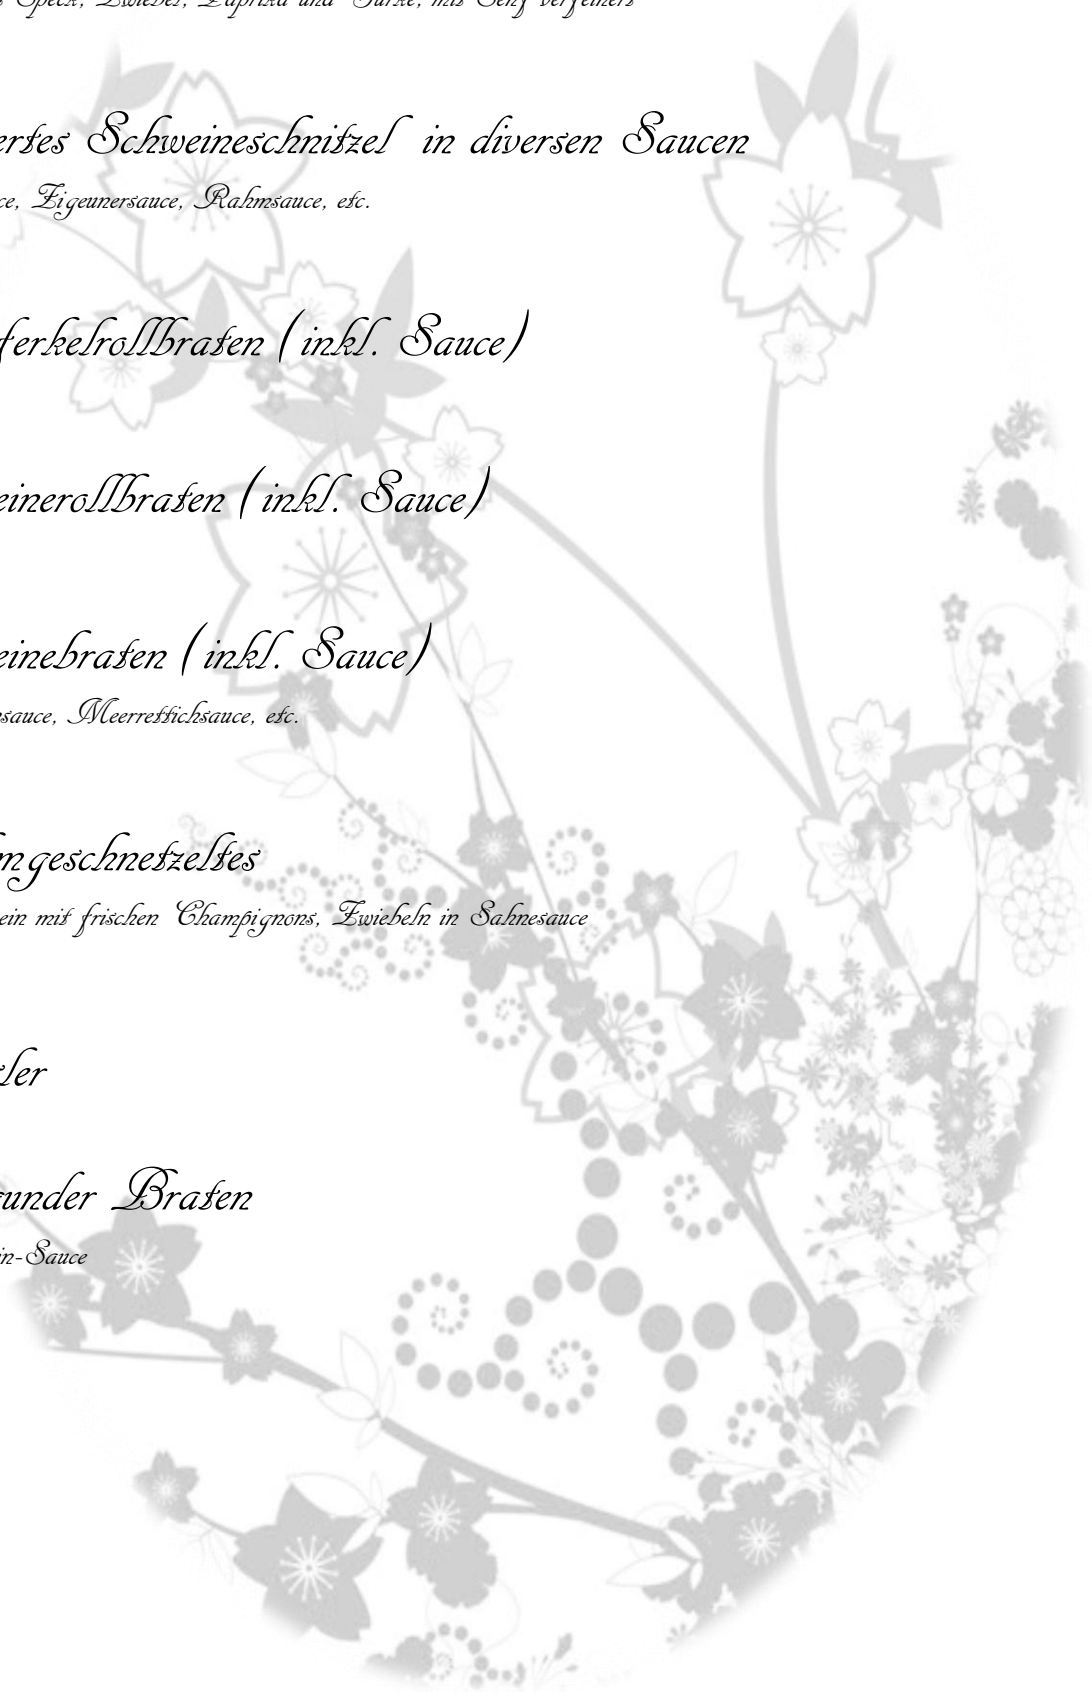 Speck, Zwiebel, Paprika und Gurke, mit Senf verfeinert
ertes Schweineschnitzel in diversen Saucen
ce, Zigeunersauce, Rahmsauce, etc.
ferkelrollbraten (inkl. Sauce)
einerollbraten (inkl. Sauce)
einebraten (inkl. Sauce)
sauce, Meerrettichsauce, etc.
mgeschnetzeltes
ein mit frischen Champignons, Zwiebeln in Sahnesauce
ler
under Braten
in-Sauce